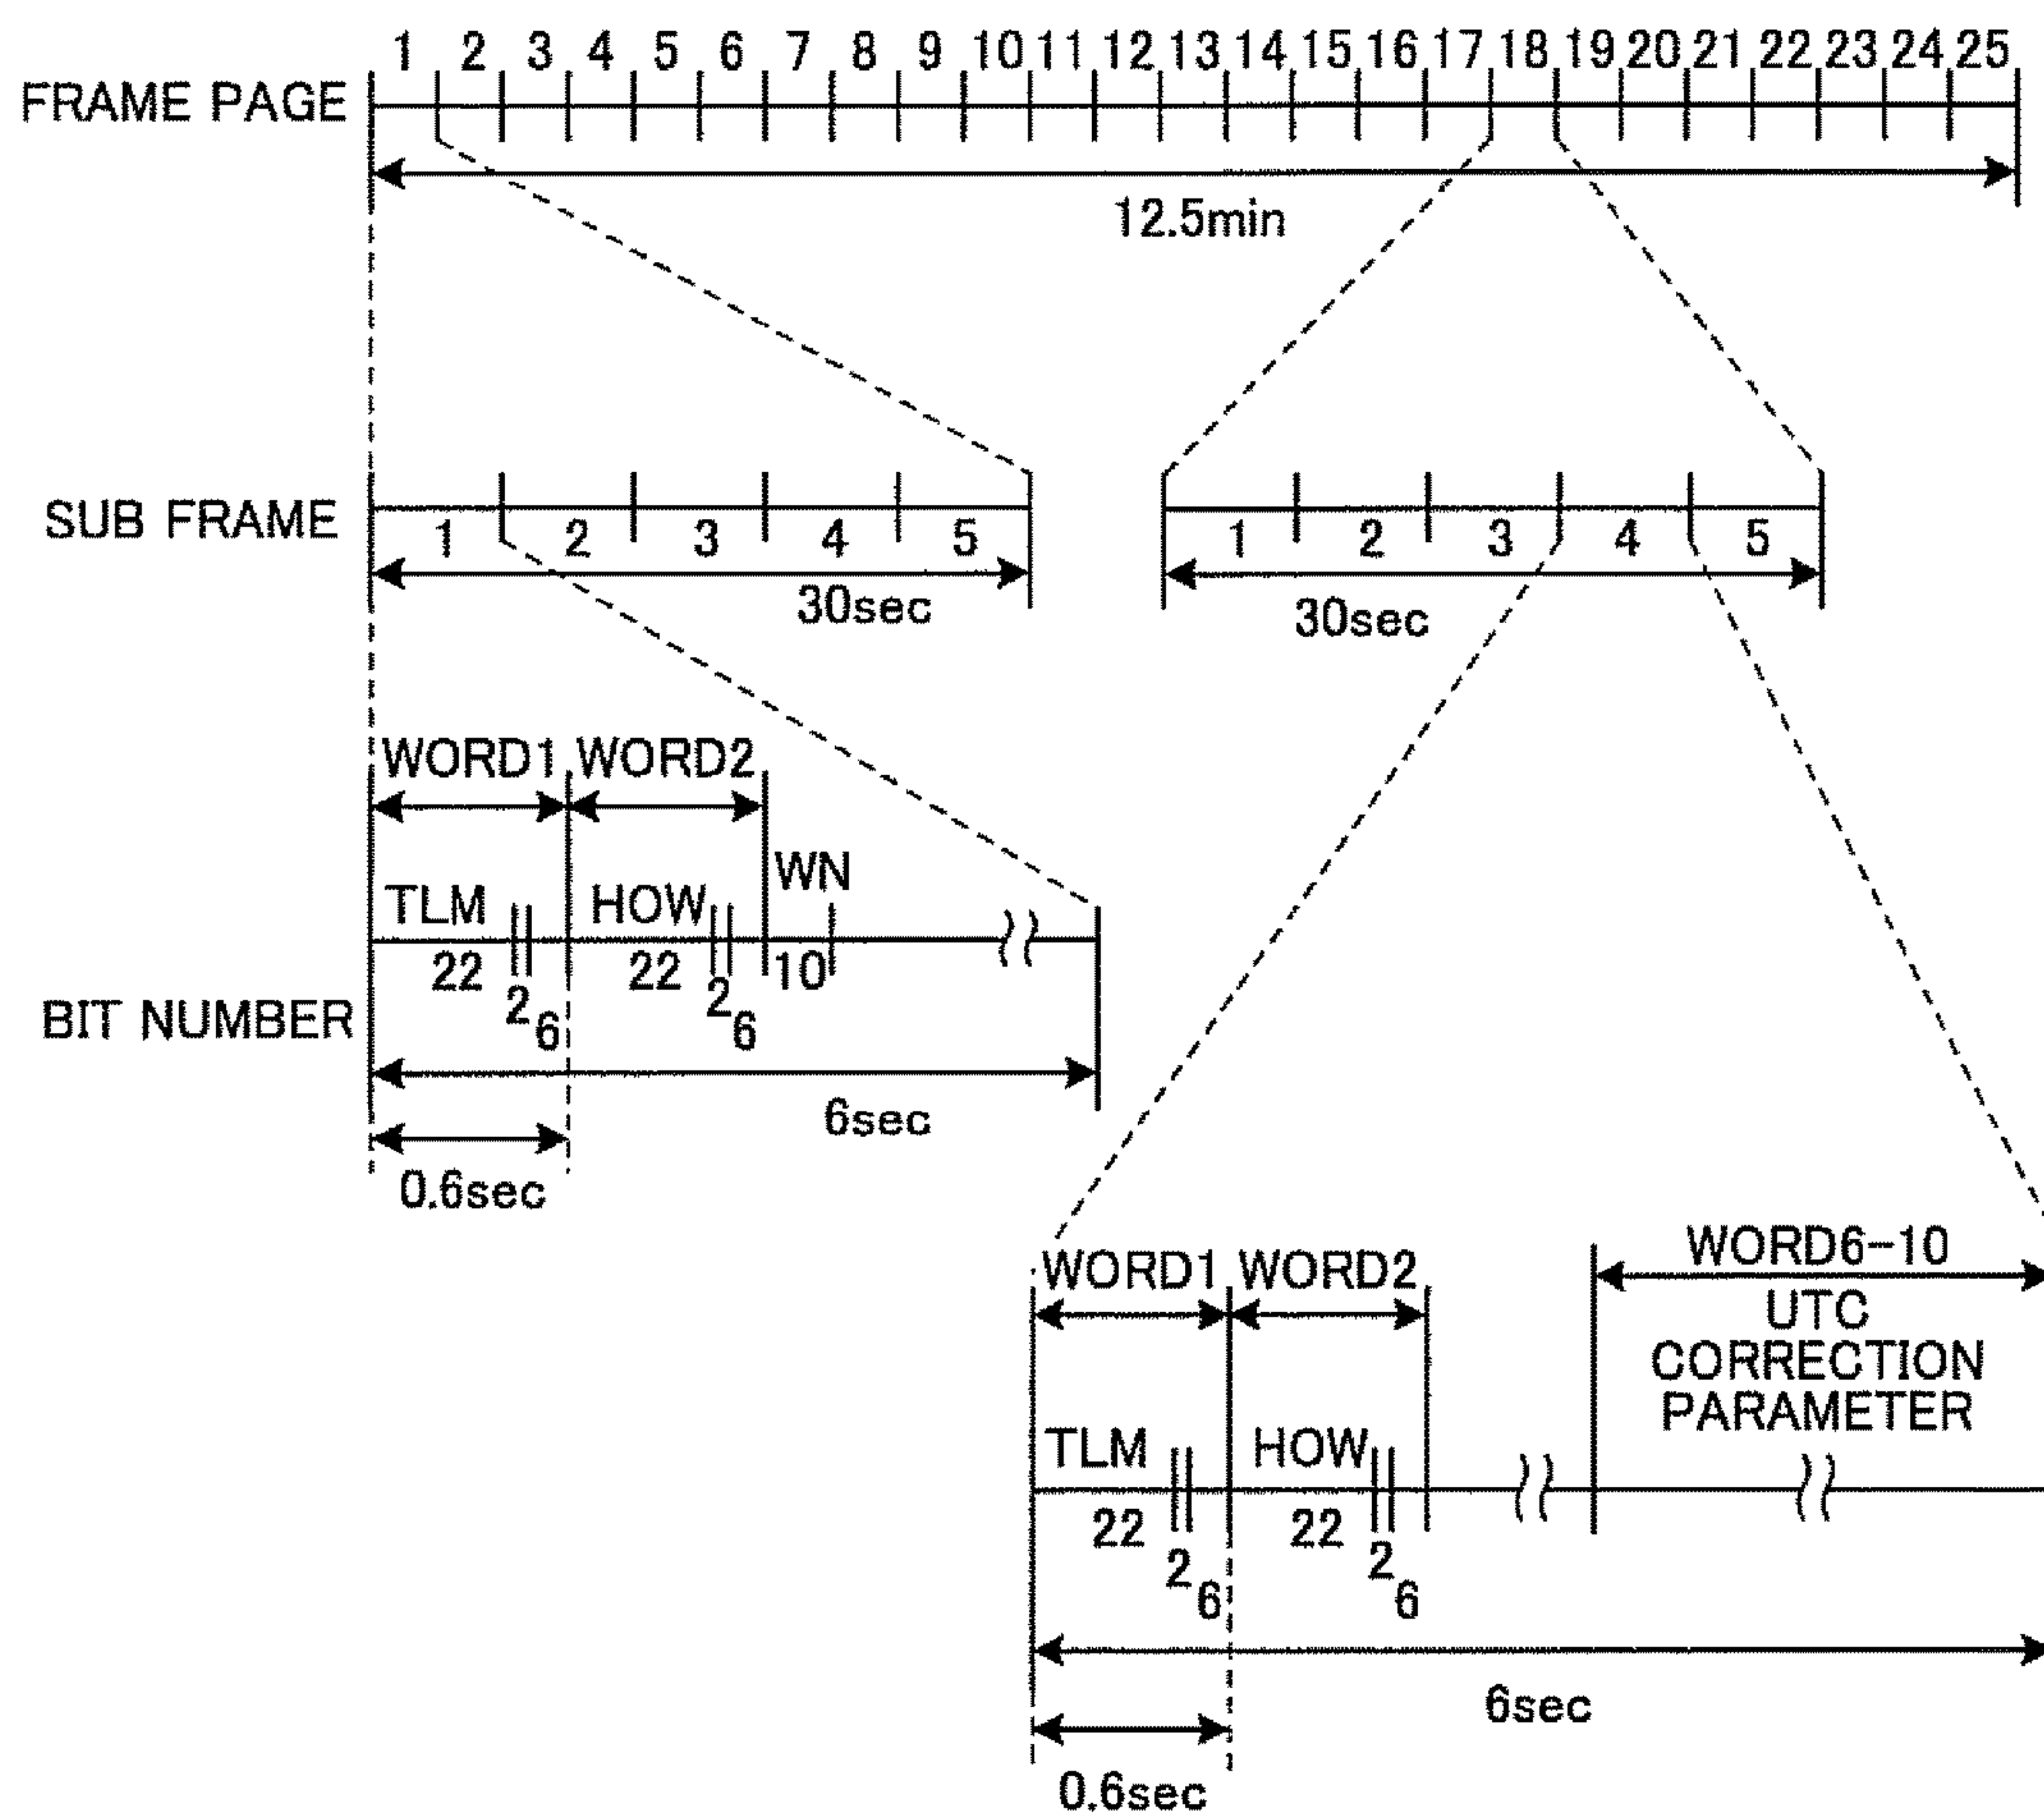 1 2 3 4 5 6 7 8 9 10 11 12 13 14 15 16 17 18 19 20 21 22 23 24 25
FRAME PAGE
12.5min
SUB FRAME
1 2 3 4 5
1 2 3 4 5
30sec
30sec
WORD1 WORD2
WN
TLM HOW
22 2 6 22 2 6 10
BIT NUMBER
6sec
0.6sec
WORD1 WORD2
WORD6-10
UTC
CORRECTION
PARAMETER
TLM HOW
22 2 6 22 2 6
6sec
0.6sec